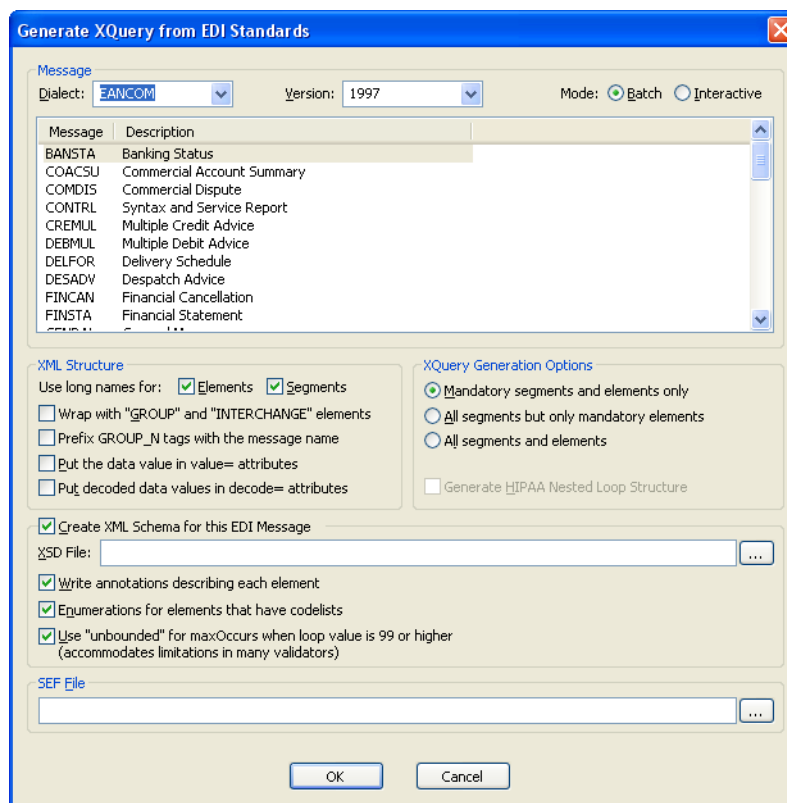 Generate XQuery from EDI Standards
Message
Dialect: EANCOM Version: 1997 Mode: Batch Interactive
Message Description
BANSTA Banking Status
COACSU Commercial Account Summary
COMDIS Commercial Dispute
CONTRL Syntax and Service Report
CREMUL Multiple Credit Advice
DEBMUL Multiple Debit Advice
DELFOR Delivery Schedule
DESADV Despatch Advice
FINCAN Financial Cancellation
FINSTA Financial Statement
XML Structure
Use long names for: Elements Segments
Wrap with "GROUP" and "INTERCHANGE" elements
Prefix GROUP_N tags with the message name
Put the data value in value= attributes
Put decoded data values in decode= attributes
XQuery Generation Options
Mandatory segments and elements only
All segments but only mandatory elements
All segments and elements
Generate HIPAA Nested Loop Structure
Create XML Schema for this EDI Message
XSD File: ...
Write annotations describing each element
Enumerations for elements that have codelists
Use "unbounded" for maxOccurs when loop value is 99 or higher
(accommodates limitations in many validators)
SEF File
...
OK Cancel